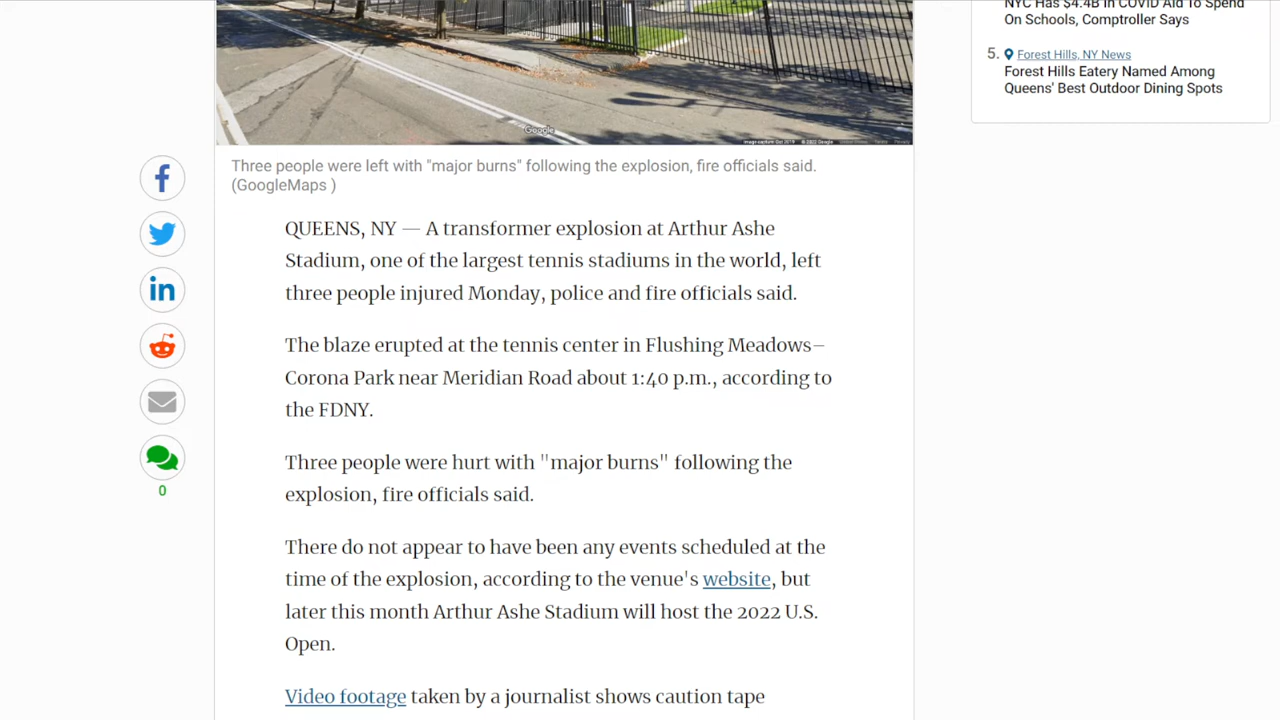 NYC Has $4.4B in COVID Aid To Spend
On Schools, Comptroller Says
5.
Forest Hills, NY News
Forest Hills Eatery Named Among
Queens' Best Outdoor Dining Spots
Google
Three people were left with "major burns" following the explosion, fire officials said.
(GoogleMaps )
QUEENS, NY — A transformer explosion at Arthur Ashe
Stadium, one of the largest tennis stadiums in the world, left
three people injured Monday, police and fire officials said.
The blaze erupted at the tennis center in Flushing Meadows–
Corona Park near Meridian Road about 1:40 p.m., according to
the FDNY.
Three people were hurt with "major burns" following the
explosion, fire officials said.
There do not appear to have been any events scheduled at the
time of the explosion, according to the venue's website, but
later this month Arthur Ashe Stadium will host the 2022 U.S.
Open.
Video footage taken by a journalist shows caution tape
f
in
0